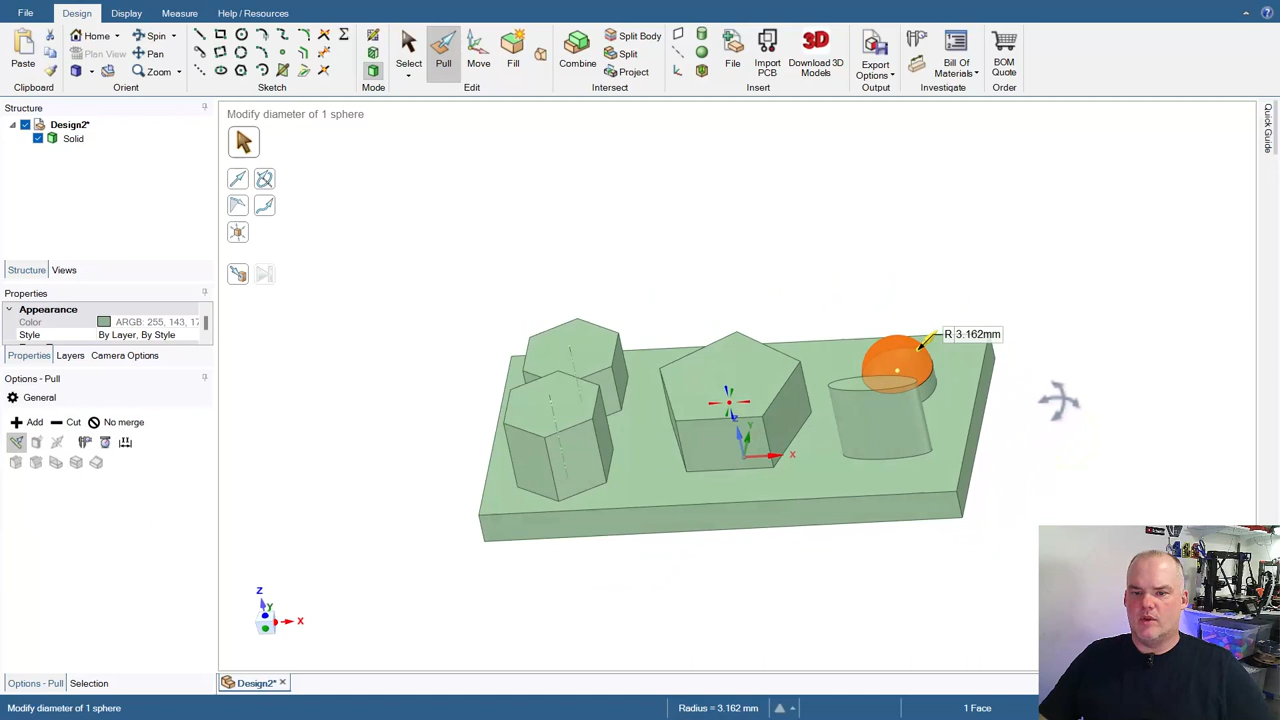 File Design Display Measure Help / Resources
Paste
Clipboard
Home Spin
Plan View Pan
Zoom
Orient
Sketch
Mode
Select Pull Move Fill
Edit
Combine
Split Body
Split
Project
Intersect
File
Import
PCB
3D
Download 3D
Models
Insert
Export
Options
Output
Bill Of
Materials
Investigate
BOM
BOM
Quote
Order
Structure
Design2*
Solid
Structure Views
Properties
Appearance
Color ARGB: 255, 143, 17
Style By Layer, By Style
Properties Layers Camera Options
Options - Pull
General
Add Cut No merge
Options - Pull Selection
Modify diameter of 1 sphere
R 3.162mm
X
Y
Z
Z
Y
X
Quick Guide
Design2*
Modify diameter of 1 sphere
Radius = 3.162 mm
1 Face